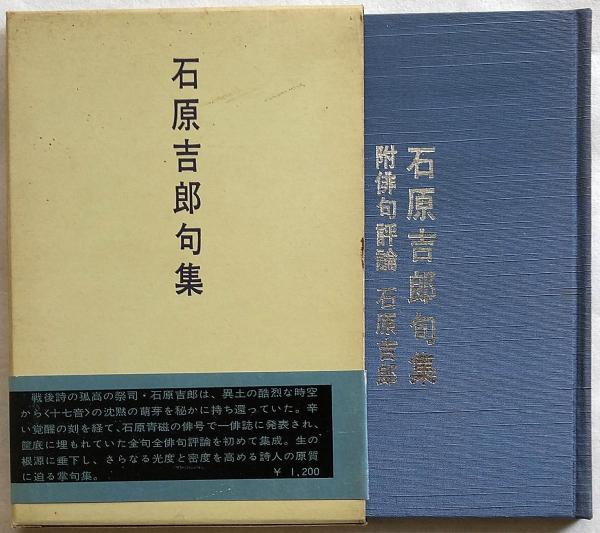 石原吉郎句集
戦後詩の孤高の祭司・石原吉郎は、異土の酷烈な時空
から〈十七音〉の沈黙の萌芽を秘かに持ち還っていた。辛
い覚醒の刻を経て、石原青磁の俳号で一俳誌に発表され、
筐底に埋もれていた全句全俳句評論を初めて集成。生の
根源に垂下し、さらなる光度と密度を高める詩人の原質
に迫る掌句集。
¥ 1,200
石原吉郎句集
附俳句評論 石原吉郎